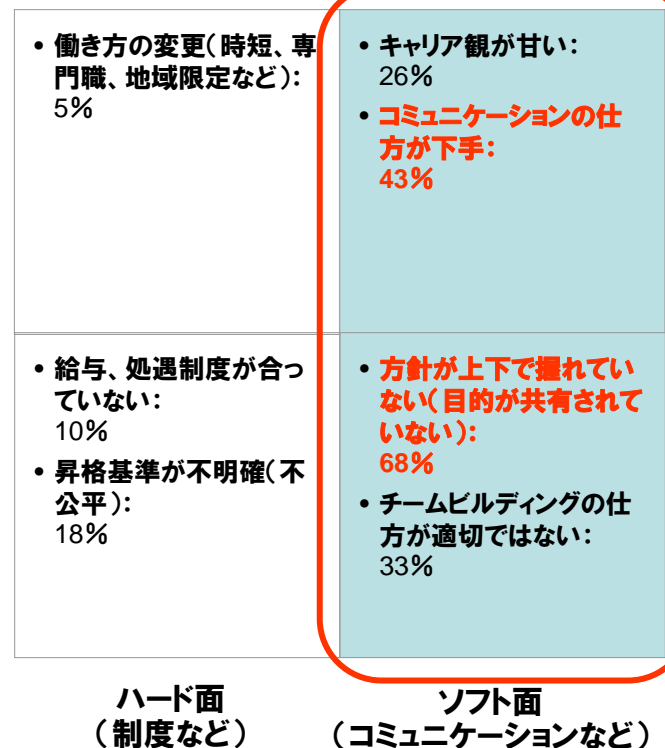 • 働き方の変更(時短、専
門職、地域限定など):
5%
• キャリア観が甘い:
26%
• コミュニケーションの仕
方が下手:
43%
• 給与、処遇制度が合っ
ていない:
10%
• 昇格基準が不明確(不
公平):
18%
• 方針が上下で握れてい
ない(目的が共有されて
いない):
68%
• チームビルディングの仕
方が適切ではない:
33%
ハード面
(制度など)
ソフト面
(コミュニケーションなど)